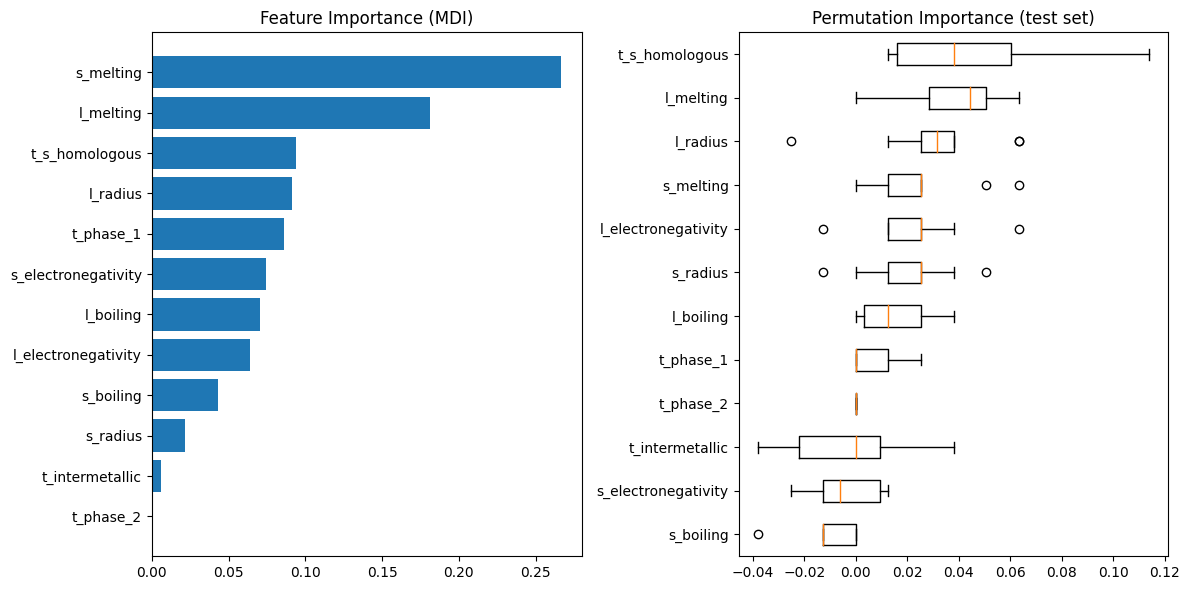 Feature Importance (MDI)
s_melting
l_melting
t_s_homologous
l_radius
t_phase_1
s_electronegativity
l_boiling
l_electronegativity
s_boiling
s_radius
t_intermetallic
t_phase_2
0.00 0.05 0.10 0.15 0.20 0.25
Permutation Importance (test set)
t_s_homologous
l_melting
l_radius
s_melting
l_electronegativity
s_radius
l_boiling
t_phase_1
t_phase_2
t_intermetallic
s_electronegativity
s_boiling
−0.04 −0.02 0.00 0.02 0.04 0.06 0.08 0.10 0.12